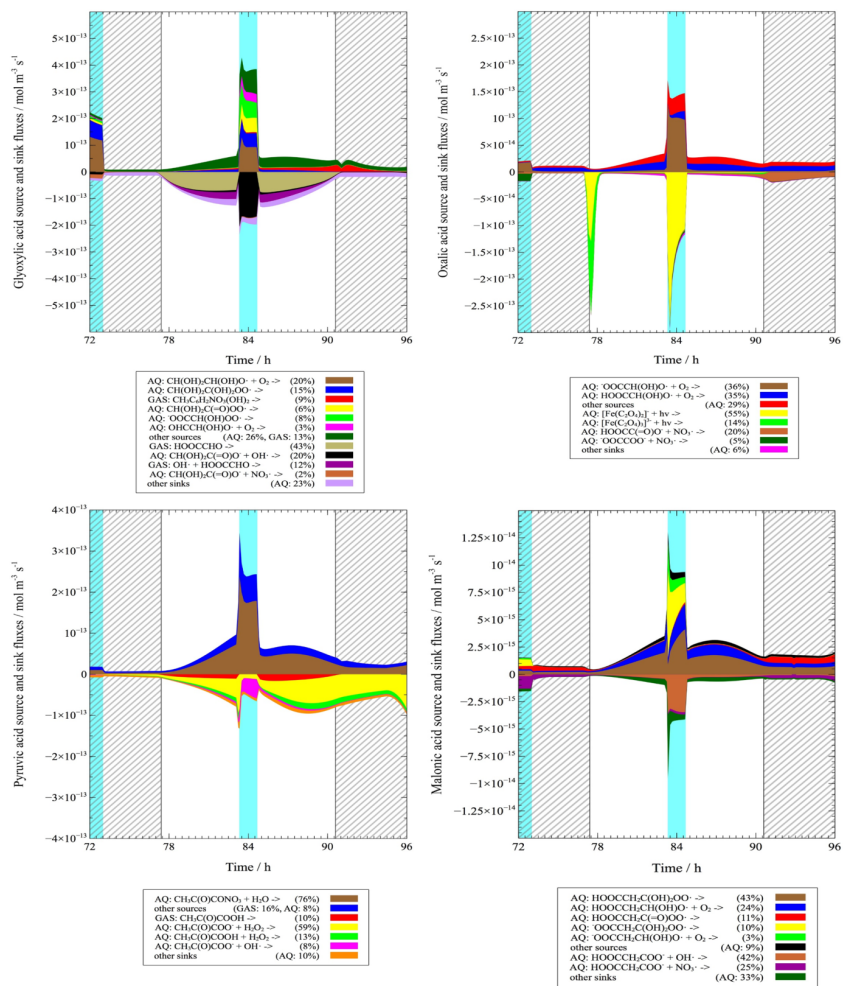 Glyoxylic acid source and sink fluxes / mol m⁻³ s⁻¹
5×10⁻¹³
4×10⁻¹³
3×10⁻¹³
2×10⁻¹³
1×10⁻¹³
0
−1×10⁻¹³
−2×10⁻¹³
−3×10⁻¹³
−4×10⁻¹³
−5×10⁻¹³
72 78 84 90 96
Time / h
AQ: CH(OH)₂CH(OH)O· + O₂ -> (20%)
AQ: CH(OH)₂C(OH)₂OO· -> (15%)
GAS: CH₃C₆H₂NO₃(OH)₂ -> (9%)
AQ: CH(OH)₂C(=O)OO· -> (6%)
AQ: ⁻OOCCH(OH)OO· -> (8%)
AQ: OHCCH(OH)O· + O₂ -> (3%)
other sources (AQ: 26%, GAS: 13%)
GAS: HOOCCHO -> (43%)
AQ: CH(OH)₂C(=O)O⁻ + OH· -> (20%)
GAS: OH· + HOOCCHO -> (12%)
AQ: CH(OH)₂C(=O)O⁻ + NO₃· -> (2%)
other sinks (AQ: 23%)
Oxalic acid source and sink fluxes / mol m⁻³ s⁻¹
2.5×10⁻¹³
2×10⁻¹³
1.5×10⁻¹³
1×10⁻¹³
5×10⁻¹⁴
0
−5×10⁻¹⁴
−1×10⁻¹³
−1.5×10⁻¹³
−2×10⁻¹³
−2.5×10⁻¹³
72 78 84 90 96
Time / h
AQ: ⁻OOCCH(OH)O· + O₂ -> (36%)
AQ: HOOCCH(OH)O· + O₂ -> (35%)
other sources (AQ: 29%)
AQ: [Fe(C₂O₄)₂]⁻ + hν -> (55%)
AQ: [Fe(C₂O₄)₃]³⁻ + hν -> (14%)
AQ: HOOCC(=O)O⁻ + NO₃· -> (20%)
AQ: ⁻OOCCOO⁻ + NO₃· -> (5%)
other sinks (AQ: 6%)
Pyruvic acid source and sink fluxes / mol m⁻³ s⁻¹
4×10⁻¹³
3×10⁻¹³
2×10⁻¹³
1×10⁻¹³
0
−1×10⁻¹³
−2×10⁻¹³
−3×10⁻¹³
−4×10⁻¹³
72 78 84 90 96
Time / h
AQ: CH₃C(O)CONO₃ + H₂O -> (76%)
other sources (GAS: 16%, AQ: 8%)
GAS: CH₃C(O)COOH -> (10%)
AQ: CH₃C(O)COO⁻ + H₂O₂ -> (59%)
AQ: CH₃C(O)COOH + H₂O₂ -> (13%)
AQ: CH₃C(O)COO⁻ + OH· -> (8%)
other sinks (AQ: 10%)
Malonic acid source and sink fluxes / mol m⁻³ s⁻¹
1.25×10⁻¹⁴
1×10⁻¹⁴
7.5×10⁻¹⁵
5×10⁻¹⁵
2.5×10⁻¹⁵
0
−2.5×10⁻¹⁵
−5×10⁻¹⁵
−7.5×10⁻¹⁵
−1×10⁻¹⁴
−1.25×10⁻¹⁴
72 78 84 90 96
Time / h
AQ: HOOCCH₂C(OH)₂OO· -> (43%)
AQ: HOOCCH₂CH(OH)O· + O₂ -> (24%)
AQ: HOOCCH₂C(=O)OO· -> (11%)
AQ: ⁻OOCCH₂C(OH)₂OO· -> (10%)
AQ: ⁻OOCCH₂CH(OH)O· + O₂ -> (3%)
other sources (AQ: 9%)
AQ: HOOCCH₂COO⁻ + OH· -> (42%)
AQ: HOOCCH₂COO⁻ + NO₃· -> (25%)
other sinks (AQ: 33%)